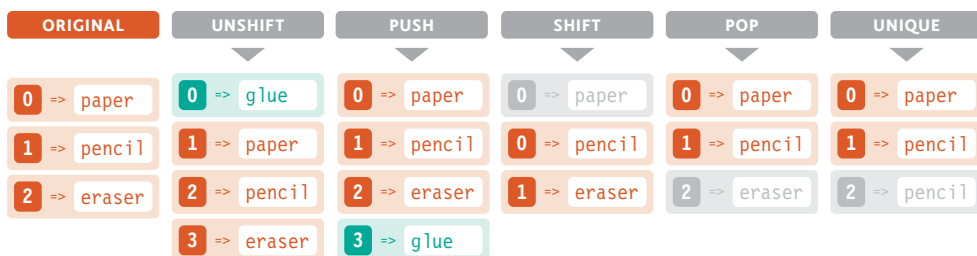 ORIGINAL UNSHIFT PUSH SHIFT POP UNIQUE
0 => paper 0 => glue 0 => paper 0 => paper 0 => paper 0 => paper
1 => pencil 1 => paper 1 => pencil 0 => pencil 1 => pencil 1 => pencil
2 => eraser 2 => pencil 2 => eraser 1 => eraser 2 => eraser 2 => pencil
3 => eraser 3 => glue